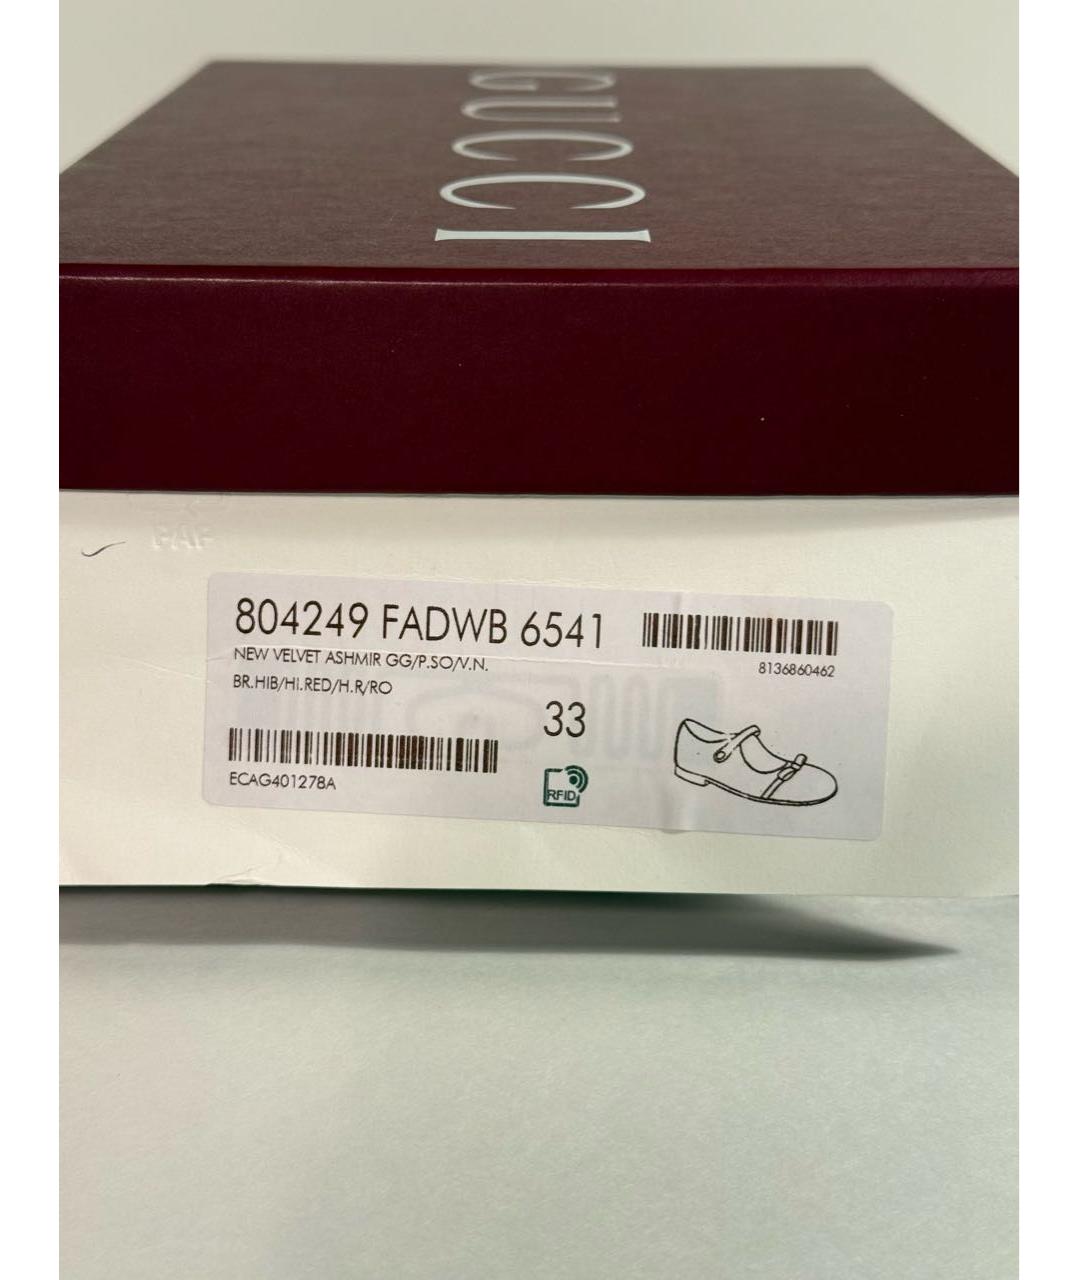 GUCCI
PAP
804249 FADWB 6541
8136860462
NEW VELVET ASHMIR GG/P.SO/V.N.
BR.HIB/HI.RED/H.R/RO
33
ECAG401278A
RFID